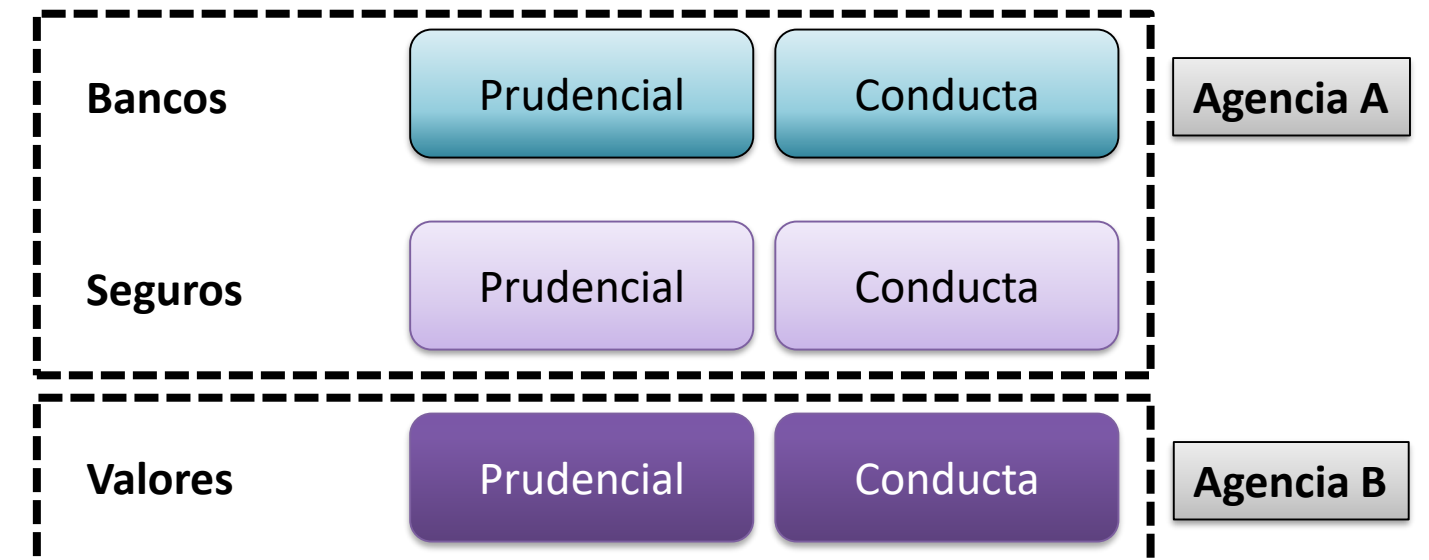 Bancos Prudencial Conducta Agencia A
Seguros Prudencial Conducta
Valores Prudencial Conducta Agencia B